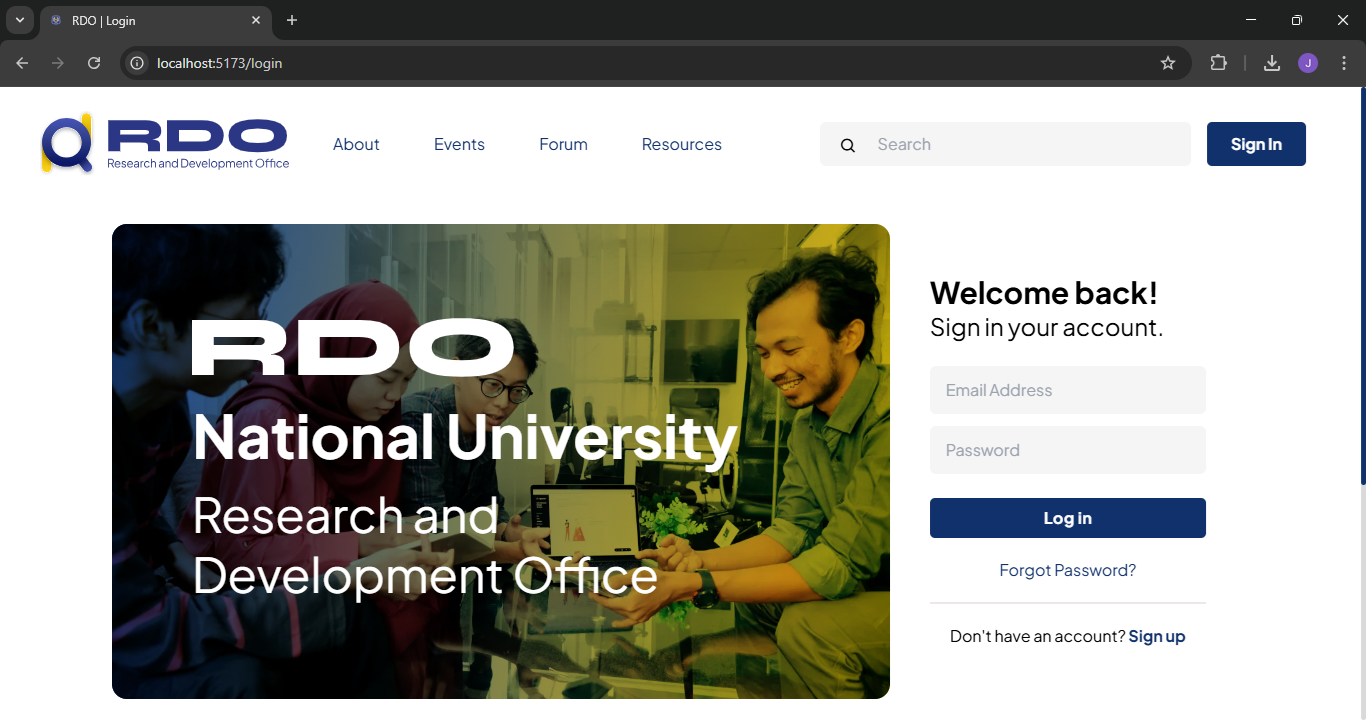 RDO | Login
localhost:5173/login
J
RDO
Research and Development Office
About
Events
Forum
Resources
Search
Sign In
RDO
National University
Research and
Development Office
Welcome back!
Sign in your account.
Email Address
Password
Log in
Forgot Password?
Don't have an account? Sign up